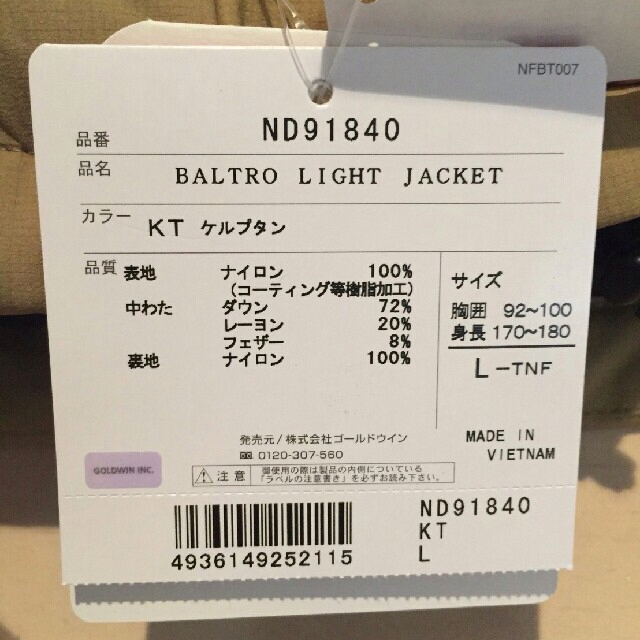 NFBT007
品番 ND91840
品名 BALTRO LIGHT JACKET
カラー KT ケルプタン
品質 表地 ナイロン 100%
(コーティング等樹脂加工)
中わた ダウン 72%
レーヨン 20%
フェザー 8%
裏地 ナイロン 100%
サイズ
胸囲 92~100
身長 170~180
L-TNF
発売元/株式会社ゴールドウイン
0120-307-560
MADE IN
VIETNAM
GOLDWIN INC.
注意 御使用の際は製品の内側についている
「ラベルの注意書き」を必ずお読み下さい。
4936149252115
ND91840
KT
L